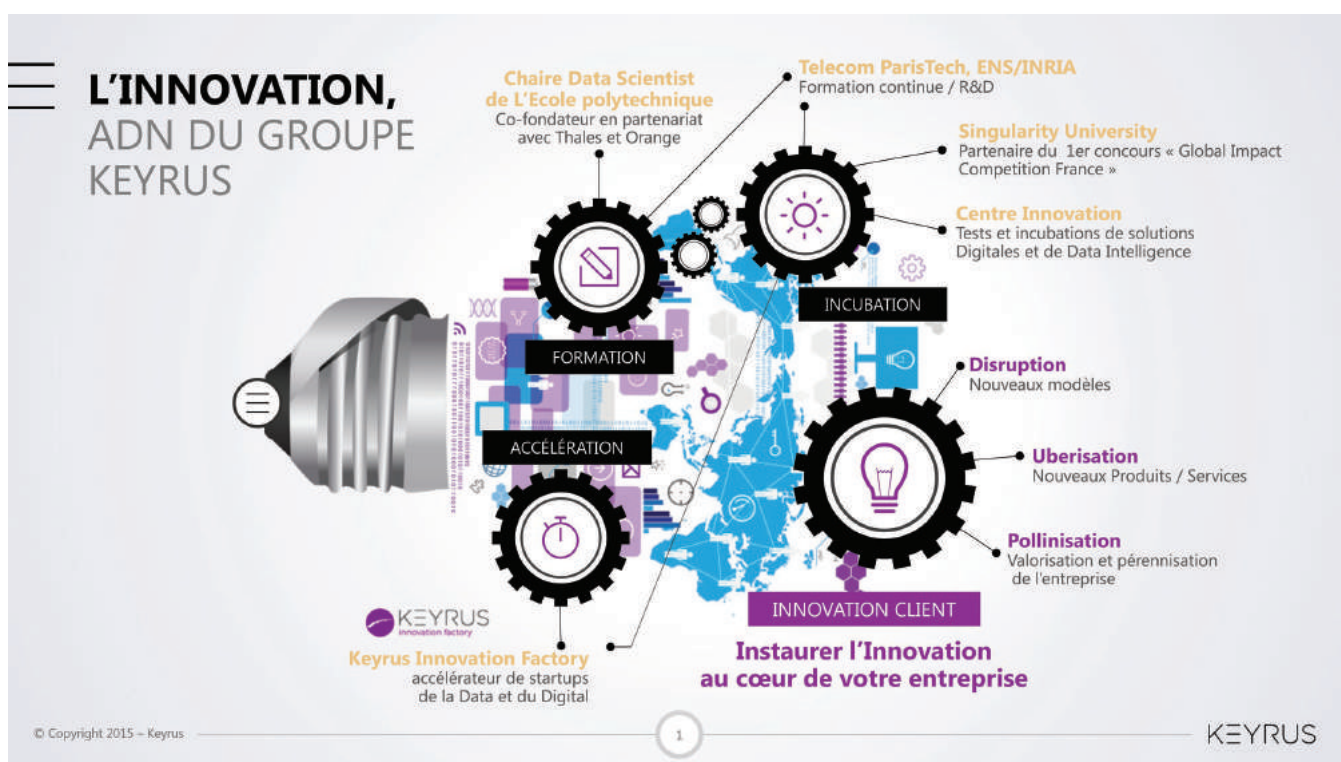 L'INNOVATION,
ADN DU GROUPE
KEYRUS
Chaire Data Scientist
de L'Ecole polytechnique
Co-fondateur en partenariat
avec Thales et Orange
Telecom ParisTech, ENS/INRIA
Formation continue / R&D
Singularity University
Partenaire du 1er concours « Global Impact
Competition France »
Centre Innovation
Tests et incubations de solutions
Digitales et de Data Intelligence
INCUBATION
FORMATION
ACCÉLÉRATION
Disruption
Nouveaux modèles
Uberisation
Nouveaux Produits / Services
Pollinisation
Valorisation et pérennisation
de l'entreprise
INNOVATION CLIENT
Instaurer l'Innovation
au cœur de votre entreprise
KEYRUS
innovation factory
Keyrus Innovation Factory
accélérateur de startups
de la Data et du Digital
© Copyright 2015 – Keyrus
1
KEYRUS